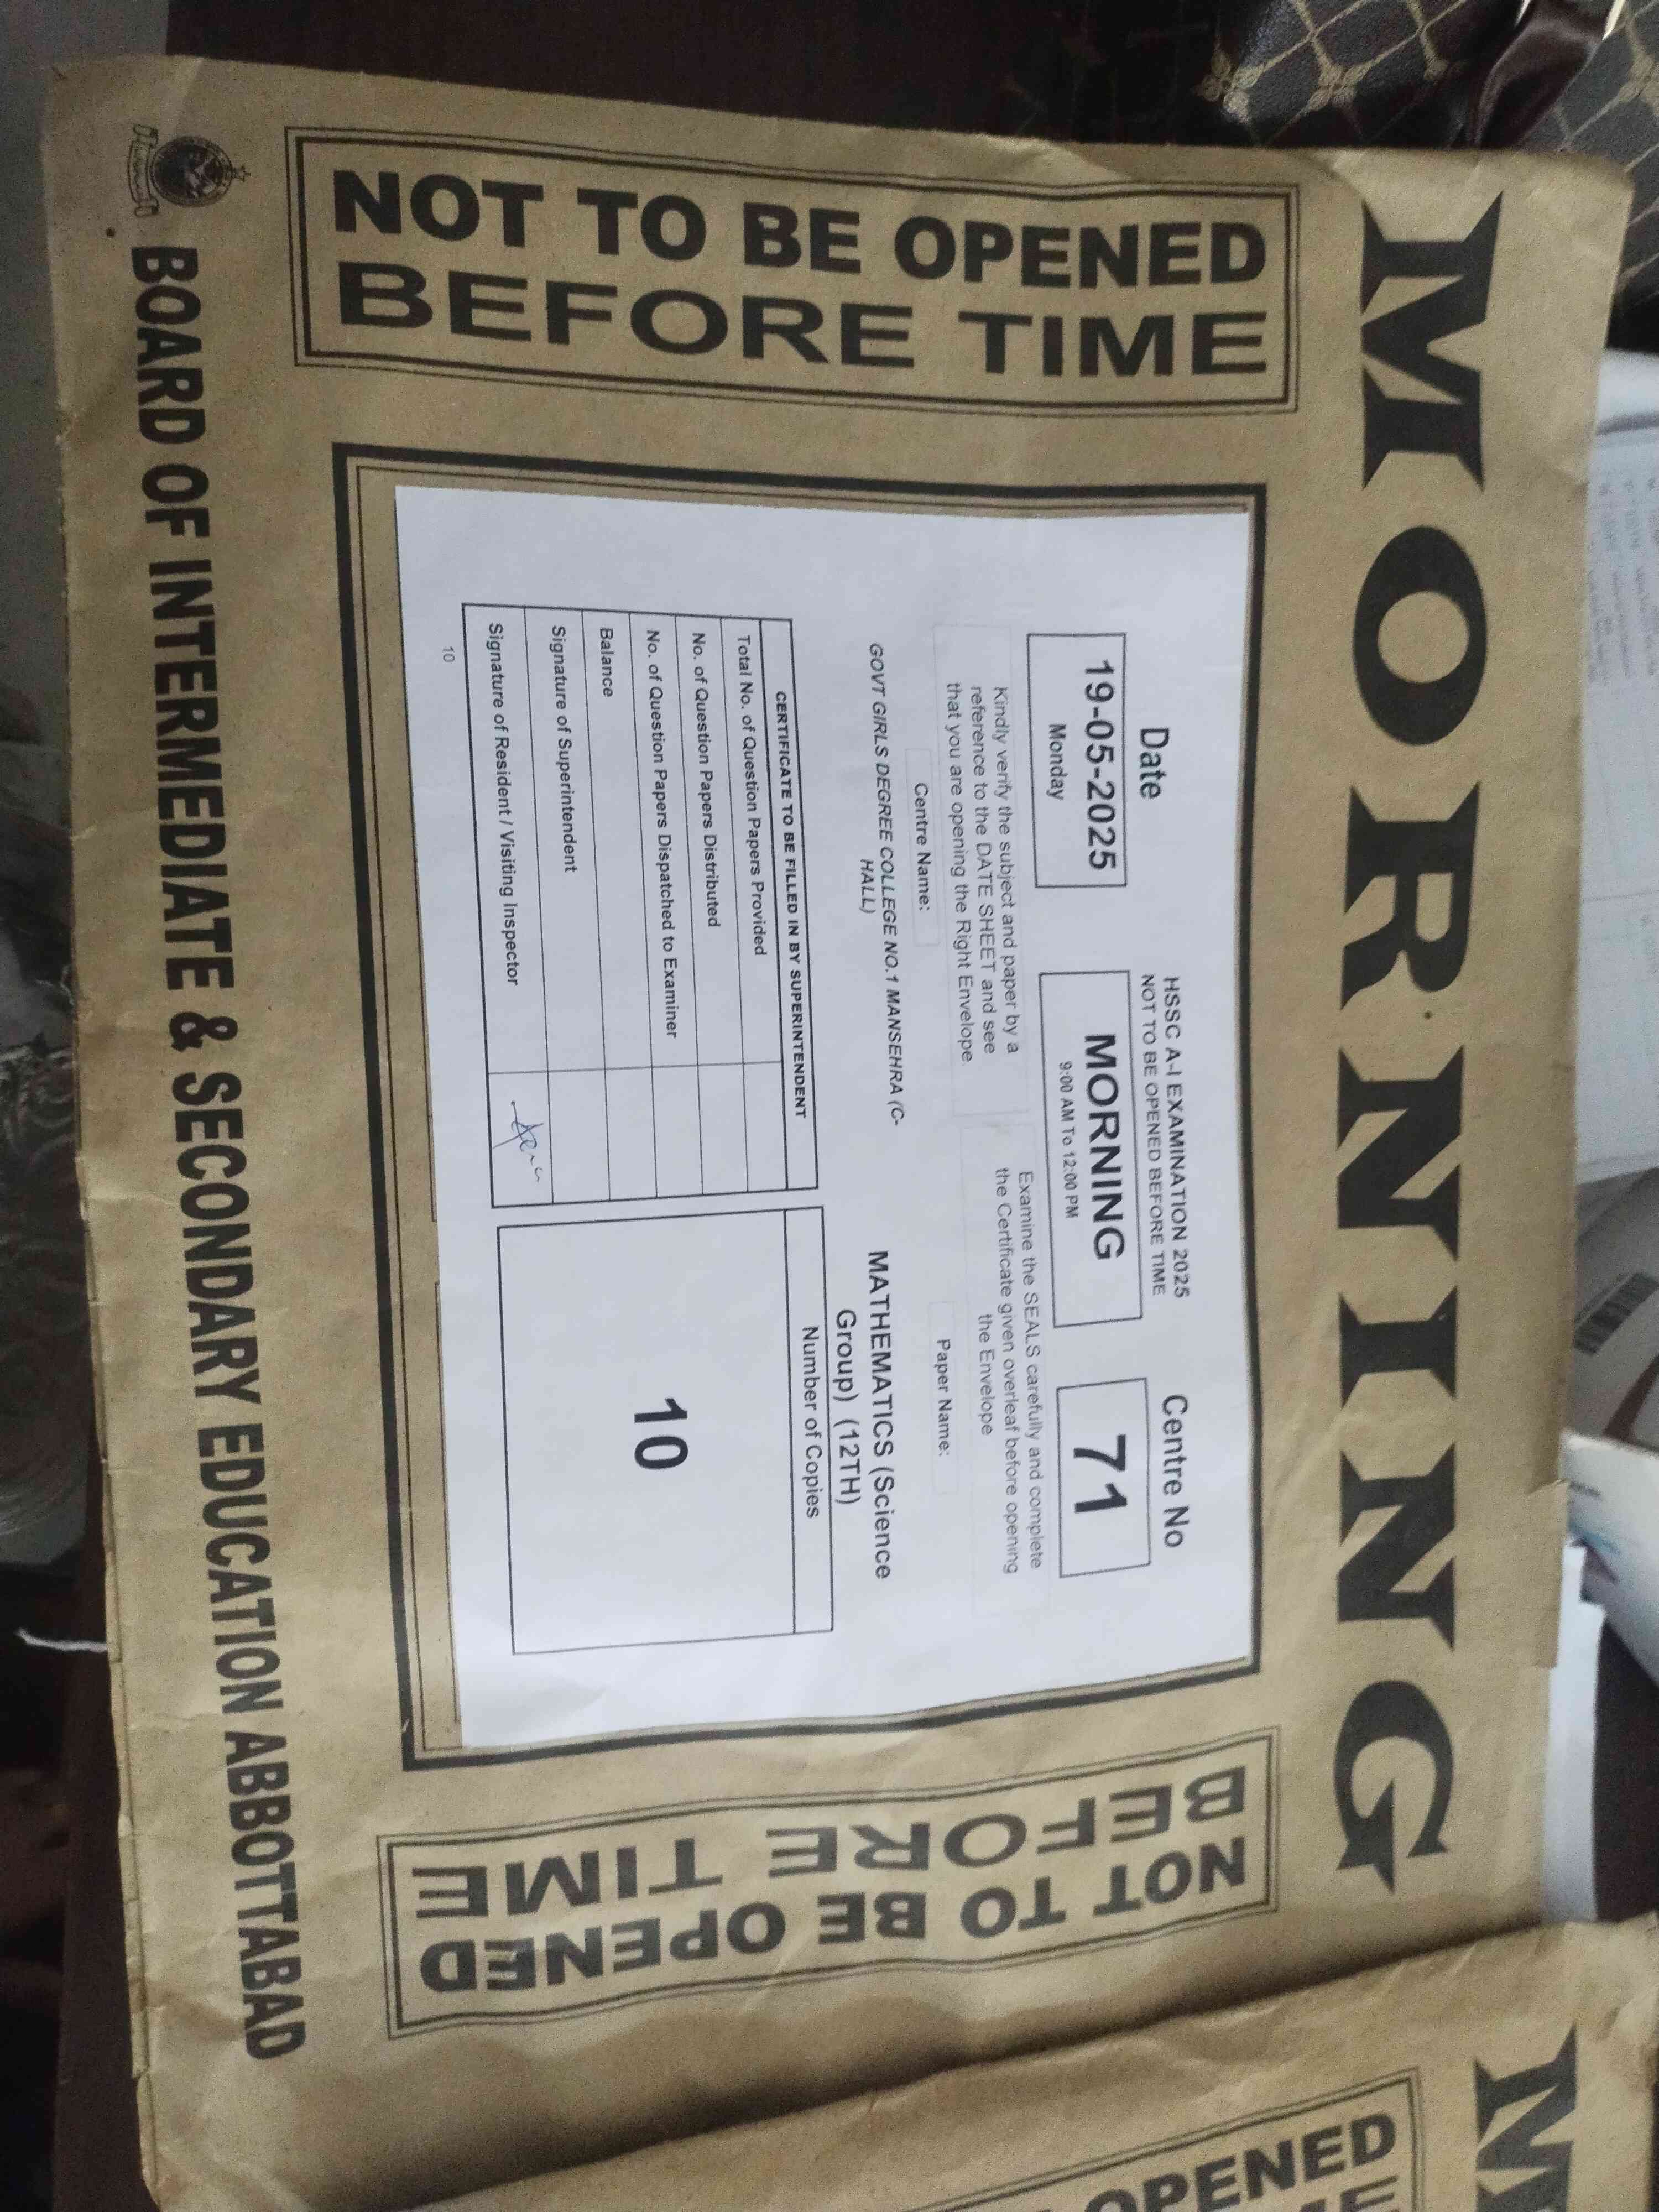 MORNING
NOT TO BE OPENED
BEFORE TIME
Date
19-05-2025
Monday
HSSC A-I EXAMINATION 2025
NOT TO BE OPENED BEFORE TIME
MORNING
9:00 AM To 12:00 PM
Centre No
71
Kindly verify the subject and paper by a
reference to the DATE SHEET and see
that you are opening the Right Envelope.
Examine the SEALS carefully and complete
the Certificate given overleaf before opening
the Envelope
Centre Name:
GOVT GIRLS DEGREE COLLEGE NO.1 MANSEHRA (C-
HALL)
Paper Name:
MATHEMATICS (Science
Group) (12TH)
CERTIFICATE TO BE FILLED IN BY SUPERINTENDENT
Total No. of Question Papers Provided
No. of Question Papers Distributed
No. of Question Papers Dispatched to Examiner
Balance
Signature of Superintendent
Signature of Resident / Visiting Inspector
Number of Copies
10
10
NOT TO BE OPENED
BEFORE TIME
BOARD OF INTERMEDIATE & SECONDARY EDUCATION ABBOTTABAD
M
OPENED